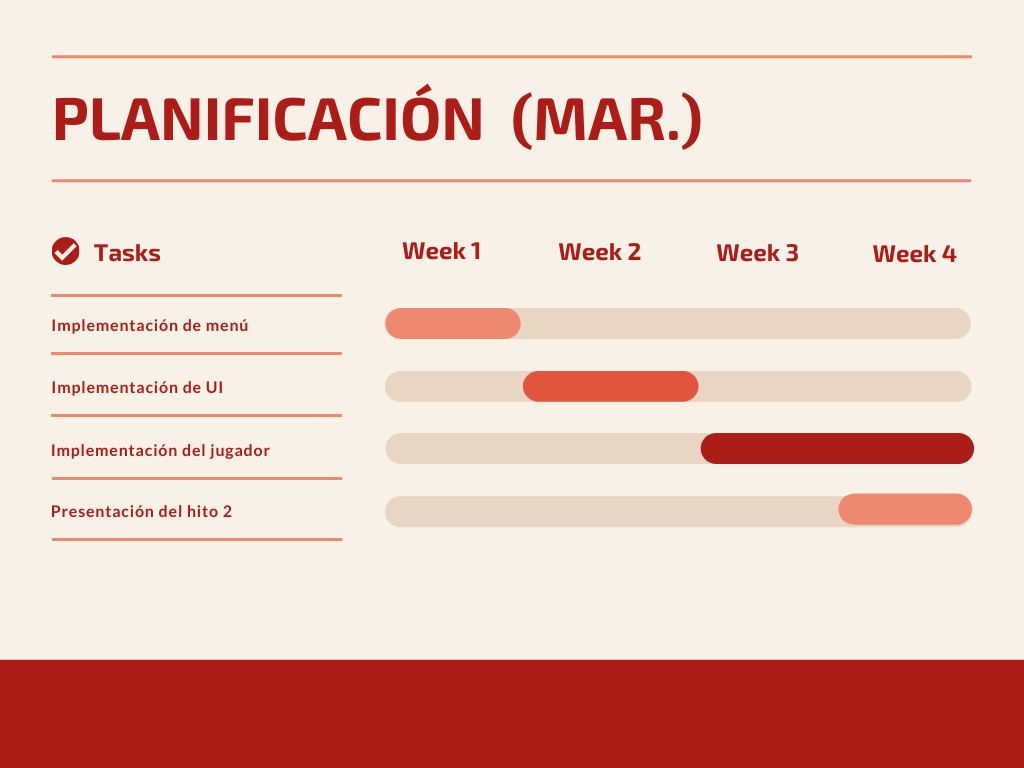 PLANIFICACIÓN (MAR.)
Tasks Week 1 Week 2 Week 3 Week 4
Implementación de menú
Implementación de UI
Implementación del jugador
Presentación del hito 2